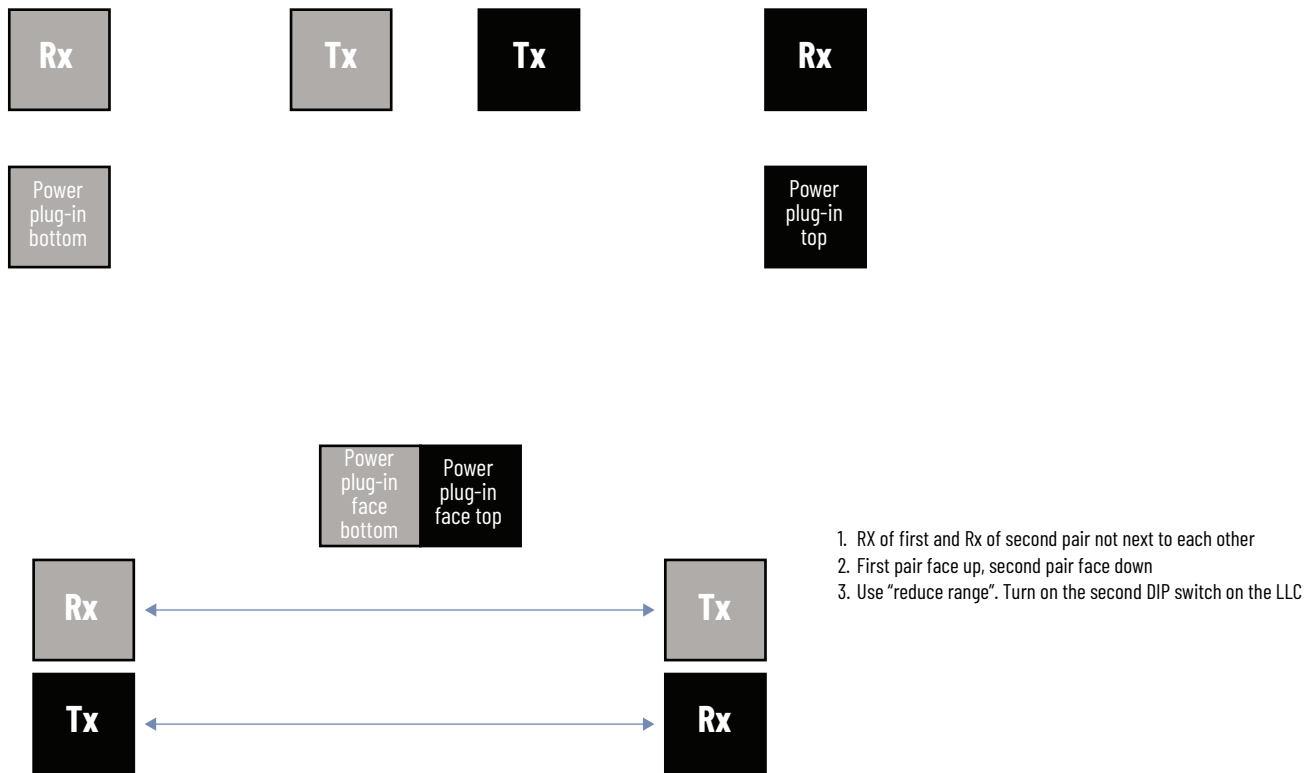 Rx
Tx
Tx
Rx
Power
plug-in
bottom
Power
plug-in
top
Power
plug-in
face
bottom
Power
plug-in
face top
1. RX of first and Rx of second pair not next to each other
2. First pair face up, second pair face down
3. Use “reduce range”. Turn on the second DIP switch on the LLC
Rx
Tx
Tx
Rx